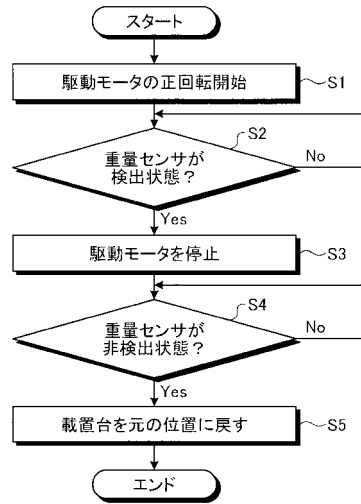 スタート
駆動モータの正回転開始
S1
S2
重量センサが
検出状態？
No
Yes
駆動モータを停止
S3
S4
重量センサが
非検出状態？
No
Yes
載置台を元の位置に戻す
S5
エンド